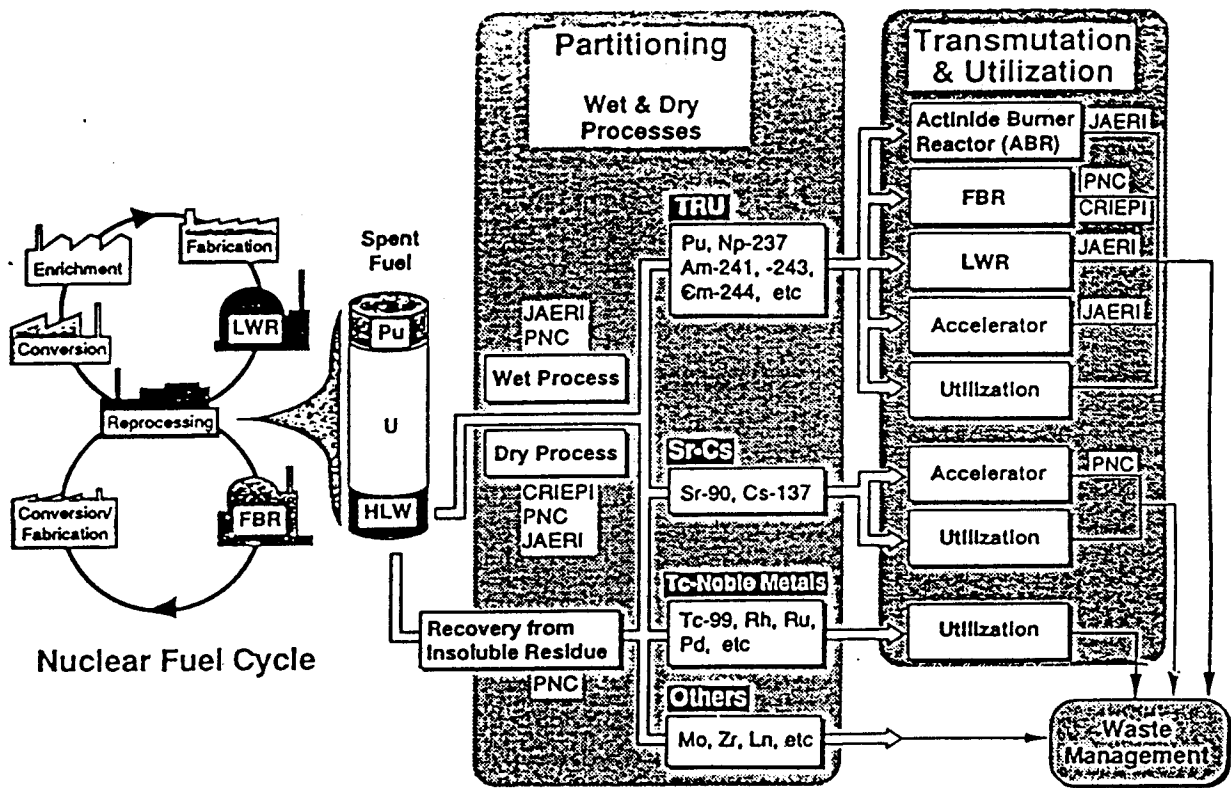 Partitioning
Wet & Dry
Processes
Transmutation
& Utilization
Enrichment
Fabrication
Conversion
LWR
Reprocessing
Conversion/
Fabrication
FBR
Nuclear Fuel Cycle
Spent
Fuel
Pu
U
HLW
JAERI
PNC
Wet Process
Dry Process
CRIEPI
PNC
JAERI
Recovery from
Insoluble Residue
PNC
TRU
Pu, Np-237
Am-241, -243,
Cm-244, etc
Sr-Cs
Sr-90, Cs-137
Tc-Noble Metals
Tc-99, Rh, Ru,
Pd, etc
Others
Mo, Zr, Ln, etc
Actinide Burner
Reactor (ABR)
JAERI
FBR
PNC
CRIEPI
LWR
JAERI
Accelerator
JAERI
Utilization
Accelerator
PNC
Utilization
Utilization
Waste
Management